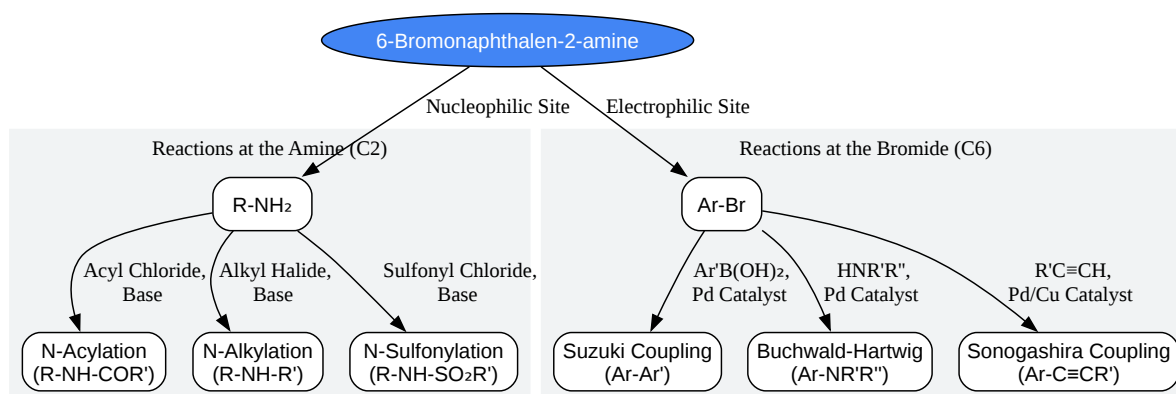 6-Bromonaphthalen-2-amine
Nucleophilic Site
Electrophilic Site
Reactions at the Amine (C2)
Reactions at the Bromide (C6)
R-NH₂
Ar-Br
Acyl Chloride,
Base
Alkyl Halide,
Base
Sulfonyl Chloride,
Base
Ar'B(OH)₂,
Pd Catalyst
HNR'R",
Pd Catalyst
R'C≡CH,
Pd/Cu Catalyst
N-Acylation
(R-NH-COR')
N-Alkylation
(R-NH-R')
N-Sulfonylation
(R-NH-SO₂R')
Suzuki Coupling
(Ar-Ar')
Buchwald-Hartwig
(Ar-NR'R")
Sonogashira Coupling
(Ar-C≡CR')